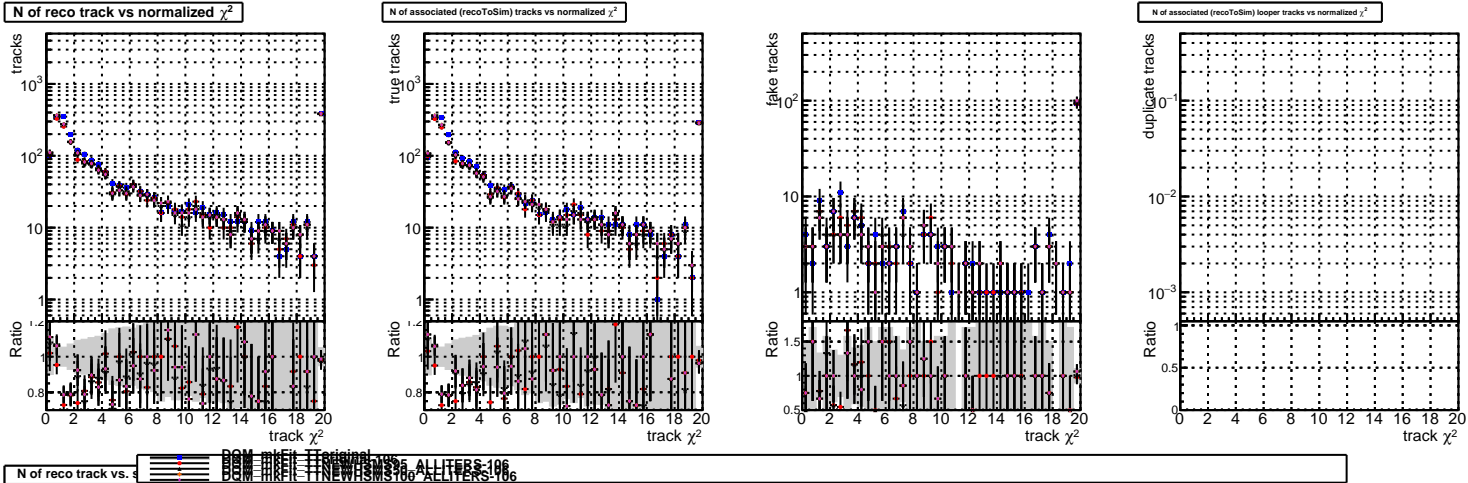 N of reco track vs normalized χ²
N of associated (recoToSim) tracks vs normalized χ²
N of associated (recoToSim) looper tracks vs normalized χ²
tracks
10³
10²
10
1
Ratio
1
0.8
0 2 4 6 8 10 12 14 16 18 20
track χ²
true tracks
10³
10²
10
1
Ratio
1
0.8
0 2 4 6 8 10 12 14 16 18 20
track χ²
fake tracks
10²
10
1
Ratio
1.5
1
0.5
0 2 4 6 8 10 12 14 16 18 20
track χ²
duplicate tracks
10⁻¹
10⁻²
10⁻³
Ratio
1
0.5
0
0 2 4 6 8 10 12 14 16 18 20
track χ²
N of reco track vs.
DQM_mkFit_TTNEWHSMS100_ALLITERS-106